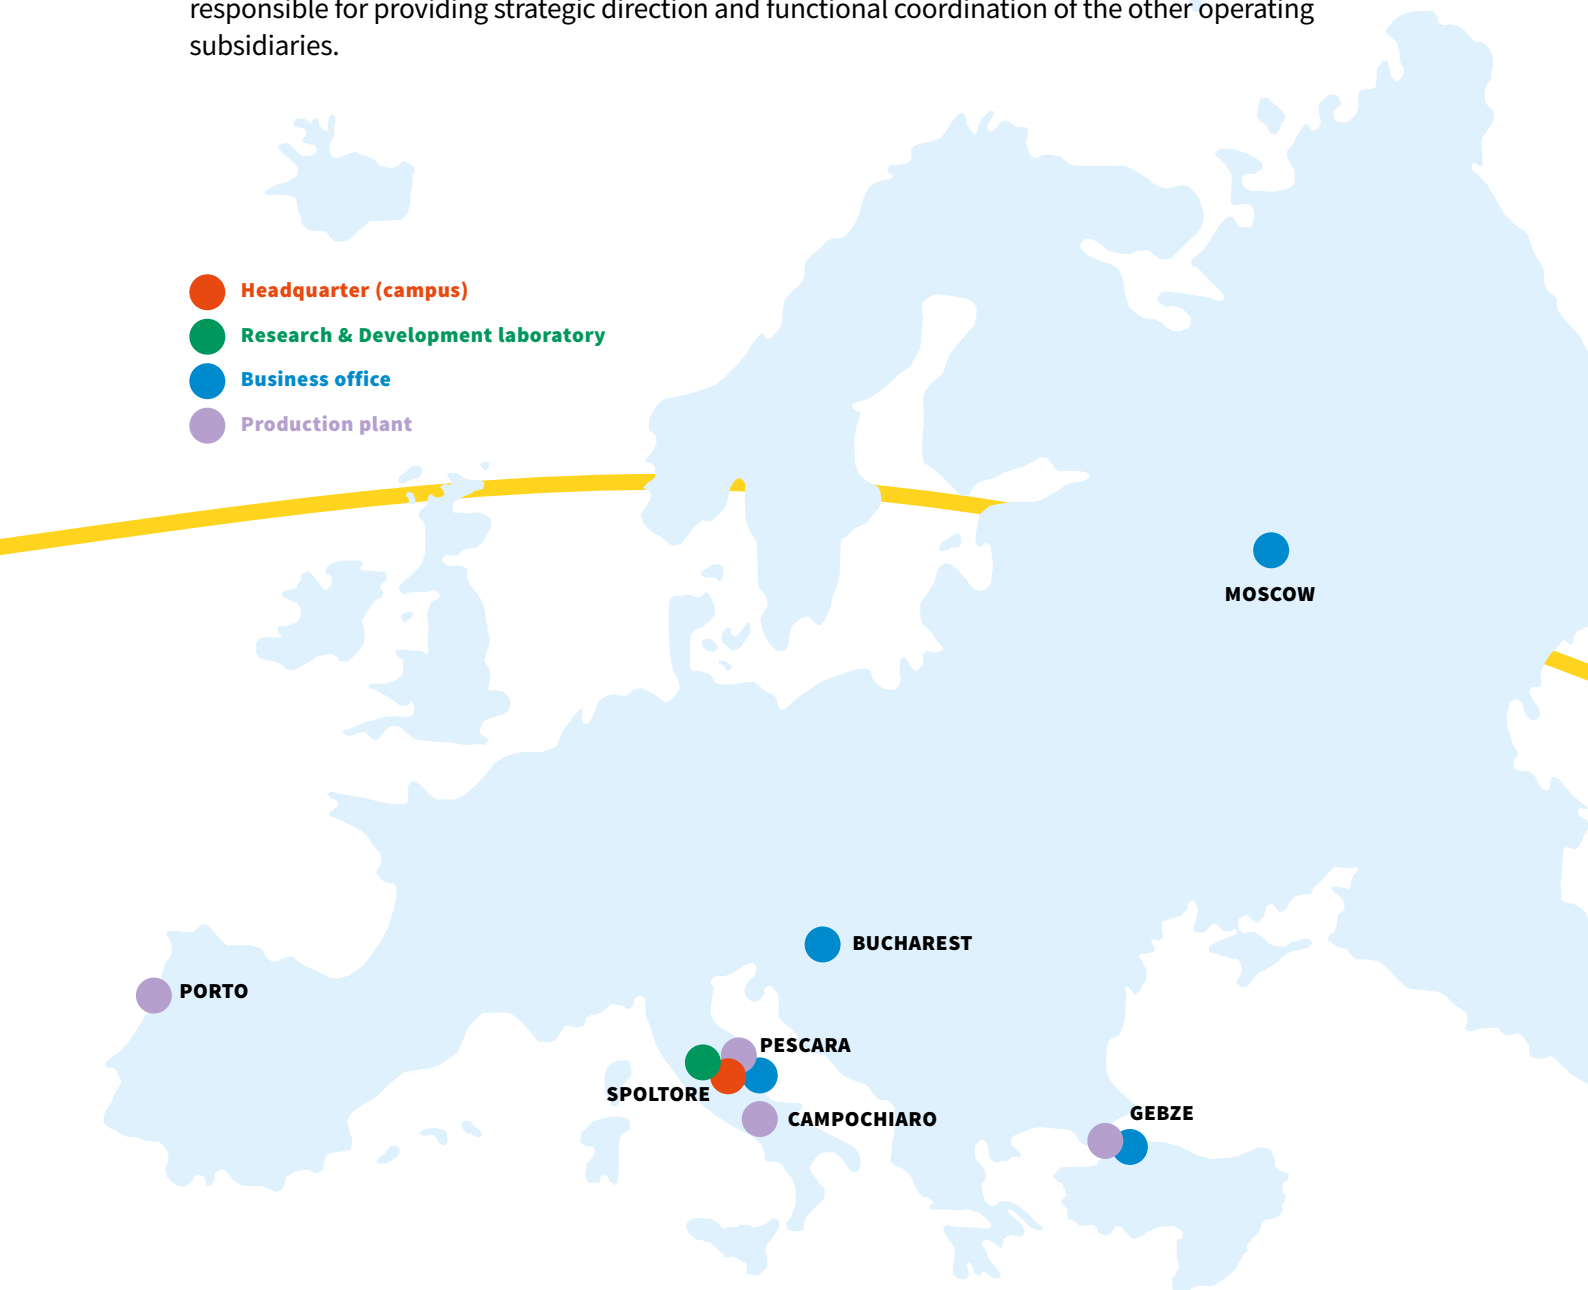 responsible for providing strategic direction and functional coordination of the other operating
subsidiaries.
Headquarter (campus)
Research & Development laboratory
Business office
Production plant
MOSCOW
BUCHAREST
PORTO
PESCARA
SPOLTORE
CAMPOCHIARO
GEBZE